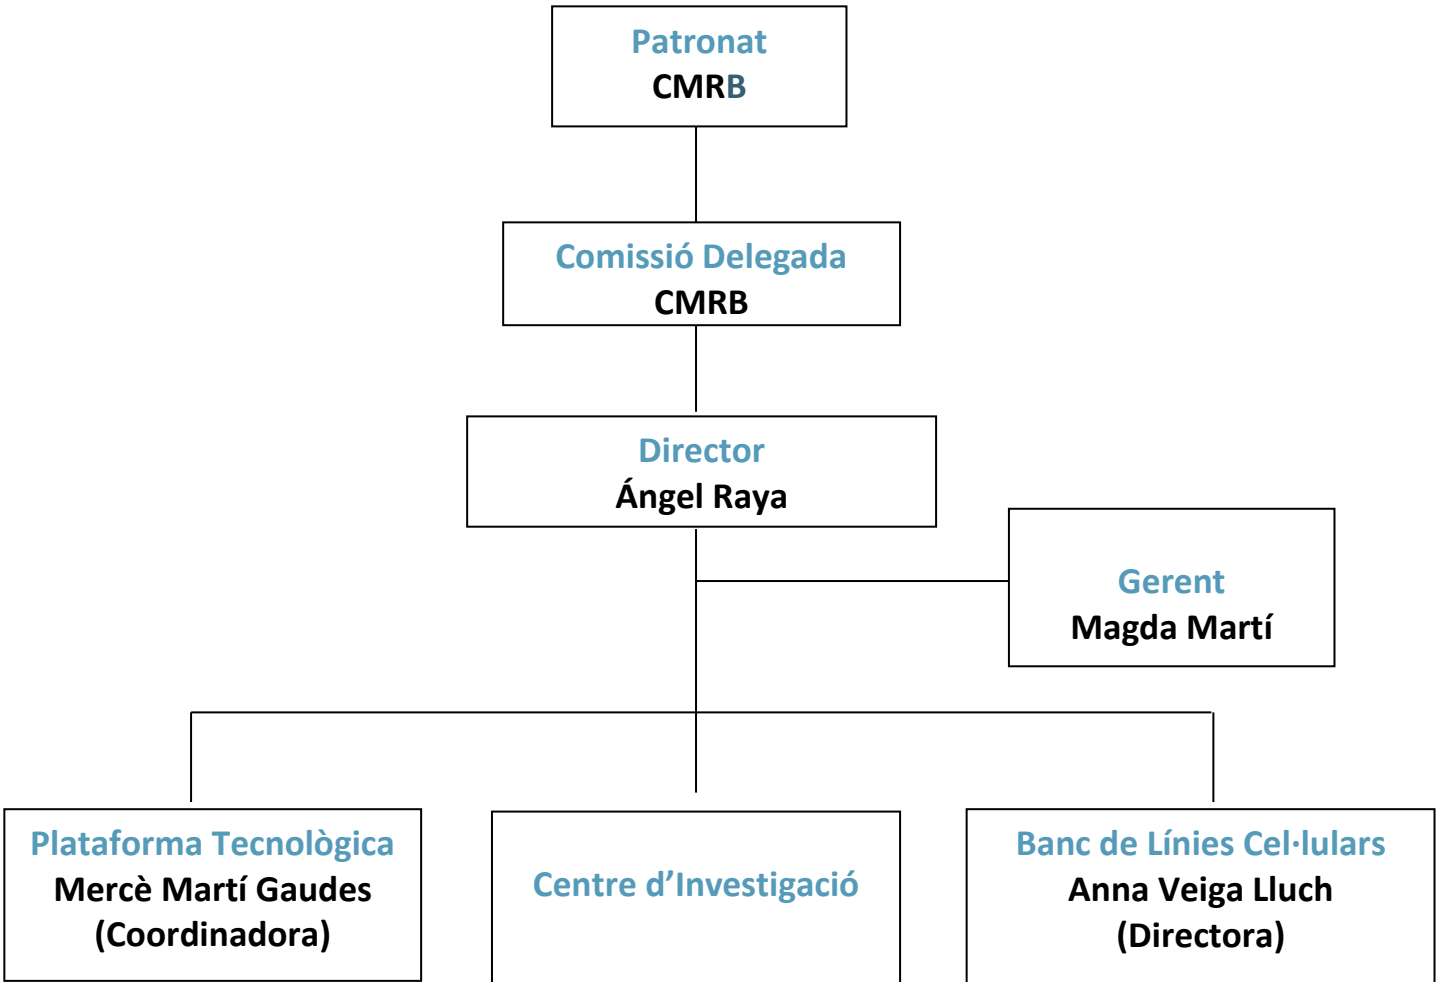 Patronat
CMRB
Comissió Delegada
CMRB
Director
Ángel Raya
Gerent
Magda Martí
Plataforma Tecnològica
Mercè Martí Gaudes
(Coordinadora)
Centre d’Investigació
Banc de Línies Cel·lulars
Anna Veiga Lluch
(Directora)